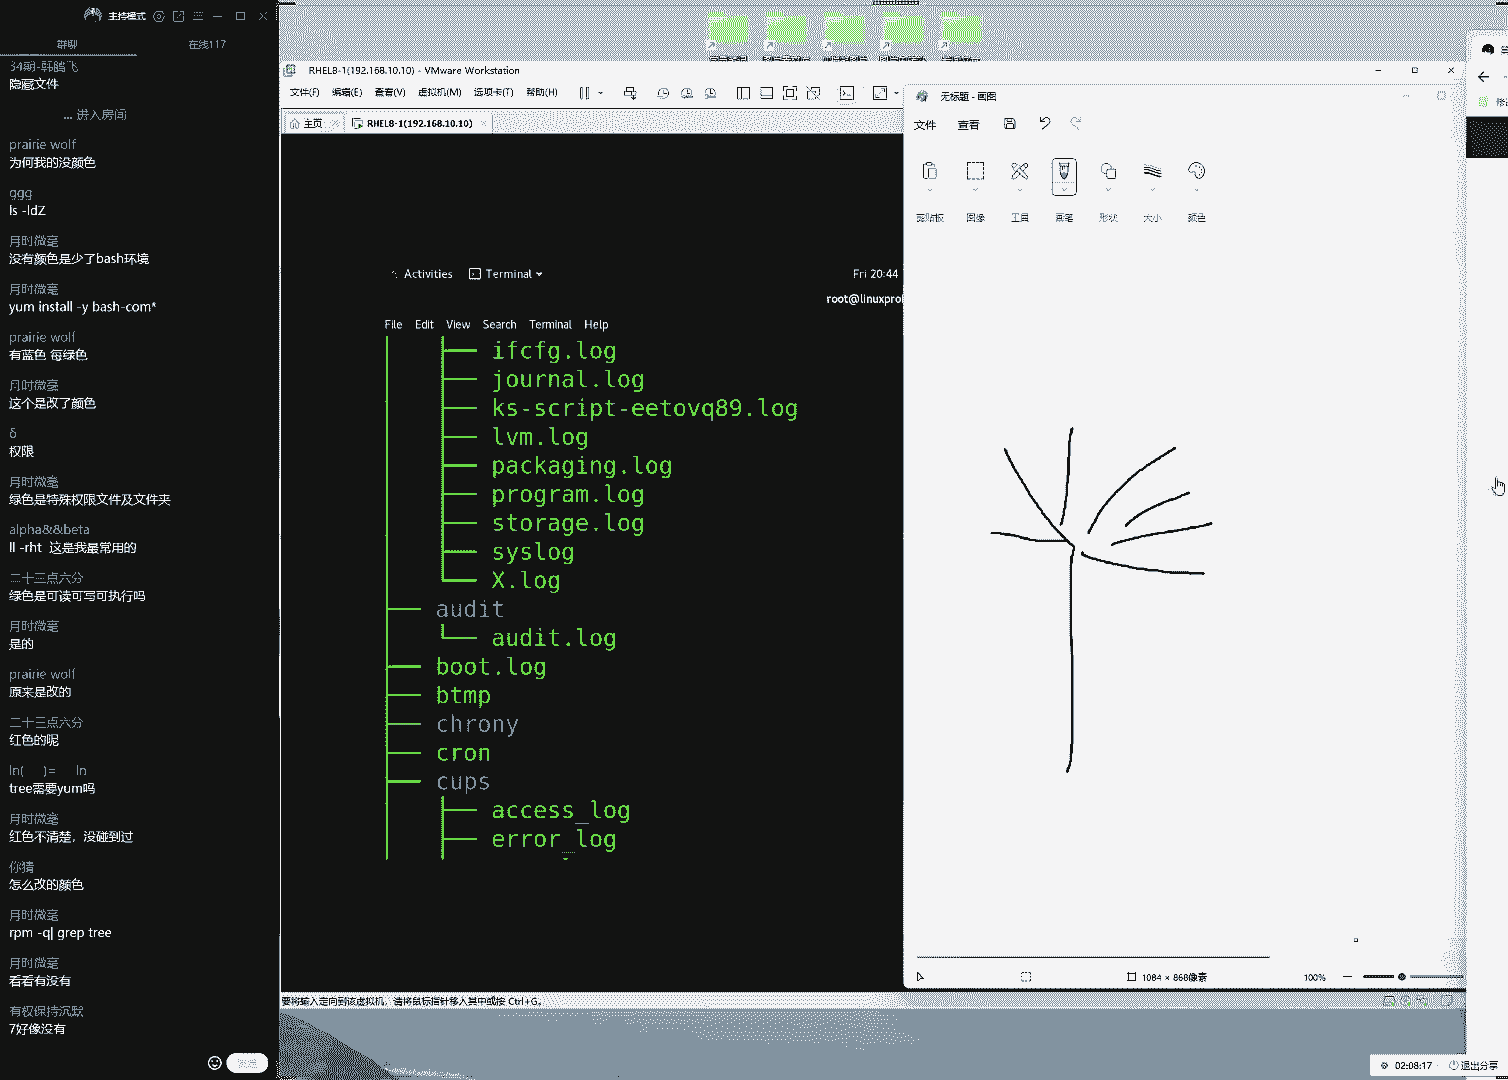 主持模式
群聊
在线117
34期-韩鹏飞
隐藏文件
... 进入房间
prairie wolf
为何我的没颜色
ggg
ls -ldZ
月时微毫
没有颜色是少了bash环境
月时微毫
yum install -y bash-com*
prairie wolf
有蓝色 每绿色
月时微毫
这个是改了颜色
δ
权限
月时微毫
绿色是特殊权限文件及文件夹
alpha&&beta
ll -rht 这是我最常用的
二十三点六分
绿色是可读可写可执行吗
月时微毫
是的
prairie wolf
原来是改的
二十三点六分
红色的呢
ln( )= ln
tree需要yum吗
月时微毫
红色不清楚，没碰到过
你猜
怎么改的颜色
月时微毫
rpm -q| grep tree
月时微毫
看看有没有
有权保持沉默
7好像没有
发送
RHEL8-1(192.168.10.10) - VMware Workstation
文件(F) 编辑(E) 查看(V) 虚拟机(M) 选项卡(T) 帮助(H)
主页
RHEL8-1(192.168.10.10)
Activities
Terminal
Fri 20:44
root@linuxpro
File Edit View Search Terminal Help
ifcfg.log
journal.log
ks-script-eetovq89.log
lvm.log
packaging.log
program.log
storage.log
syslog
X.log
audit
audit.log
boot.log
btmp
chrony
cron
cups
access_log
error_log
要将输入定向到该虚拟机，请将鼠标指针移入其中或按 Ctrl+G。
无标题 - 画图
文件 查看
剪贴板 图像 工具 画笔 形状 大小 颜色
1084 × 868像素
100%
02:08:17
退出分享